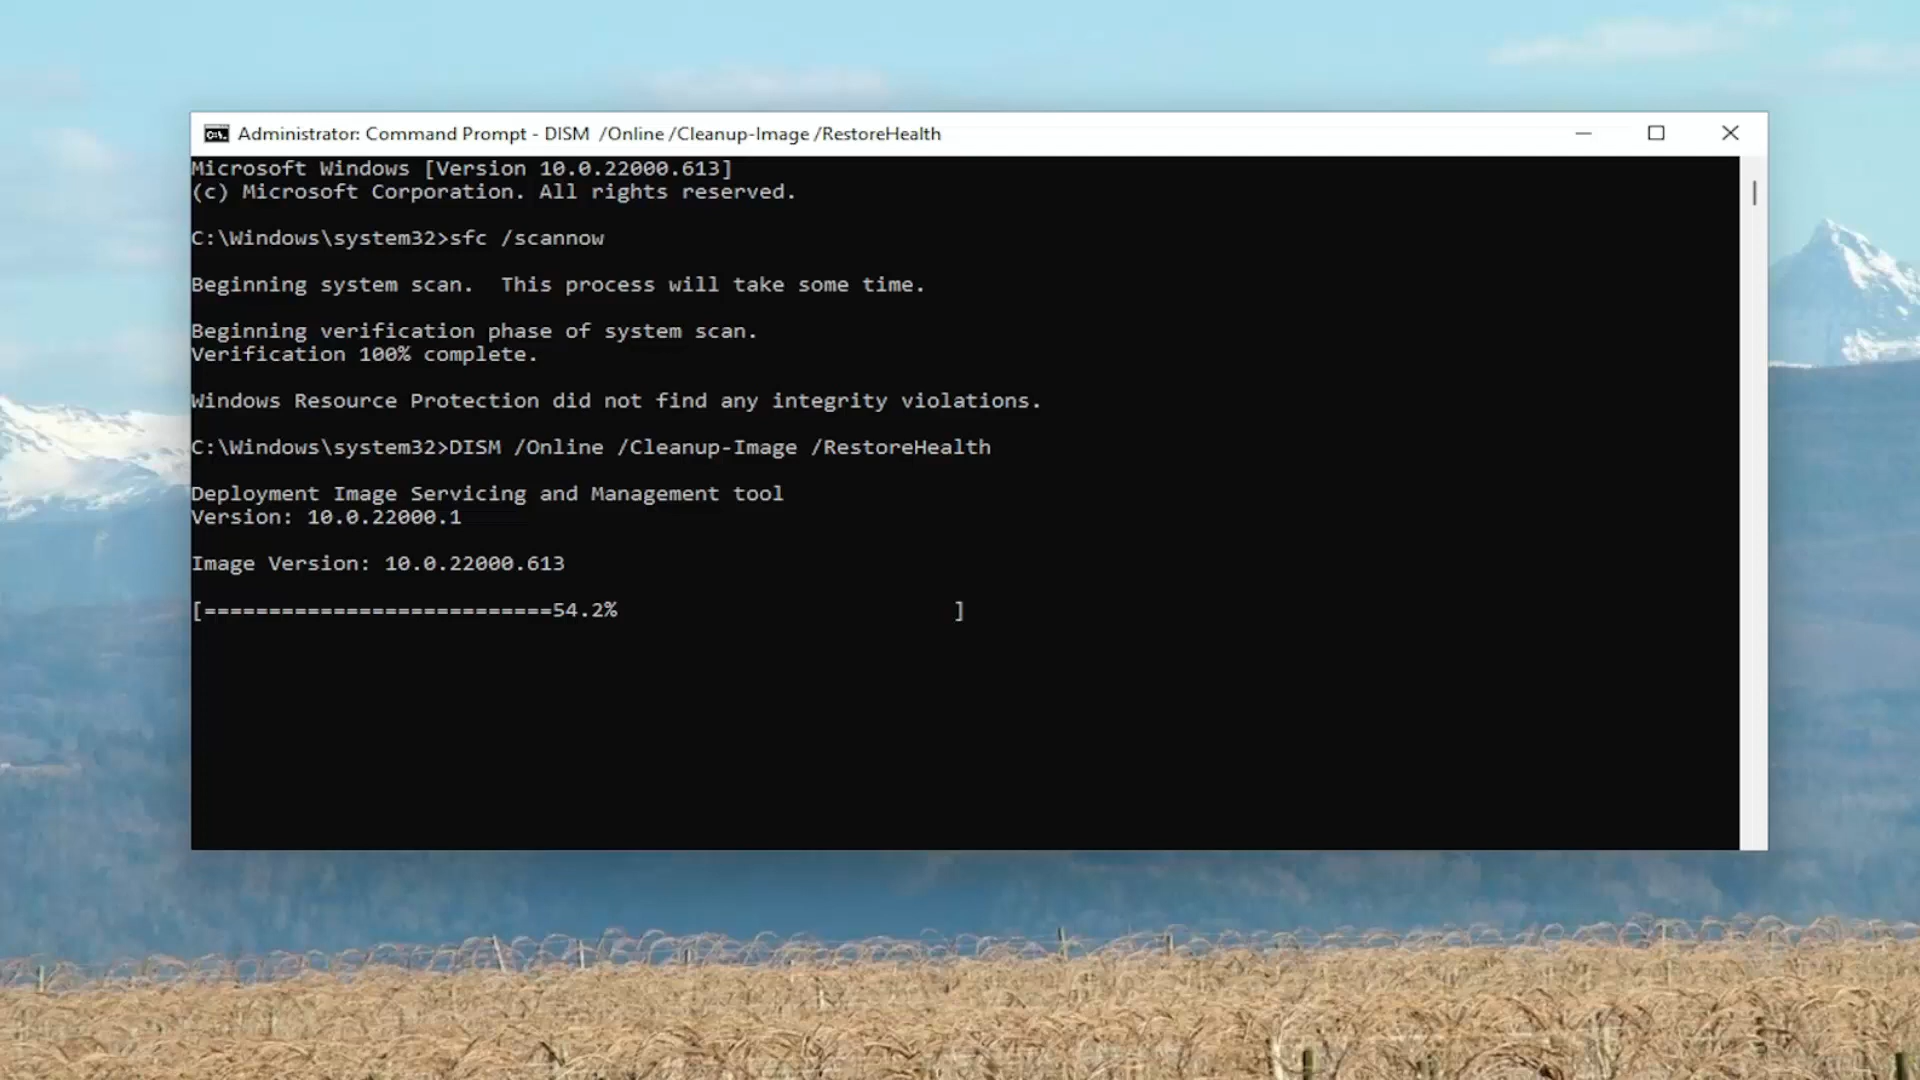 Administrator: Command Prompt - DISM  /Online /Cleanup-Image /RestoreHealth
Microsoft Windows [Version 10.0.22000.613]
(c) Microsoft Corporation. All rights reserved.
C:\Windows\system32>sfc /scannow
Beginning system scan.  This process will take some time.
Beginning verification phase of system scan.
Verification 100% complete.
Windows Resource Protection did not find any integrity violations.
C:\Windows\system32>DISM /Online /Cleanup-Image /RestoreHealth
Deployment Image Servicing and Management tool
Version: 10.0.22000.1
Image Version: 10.0.22000.613
[===========================54.2%                          ]